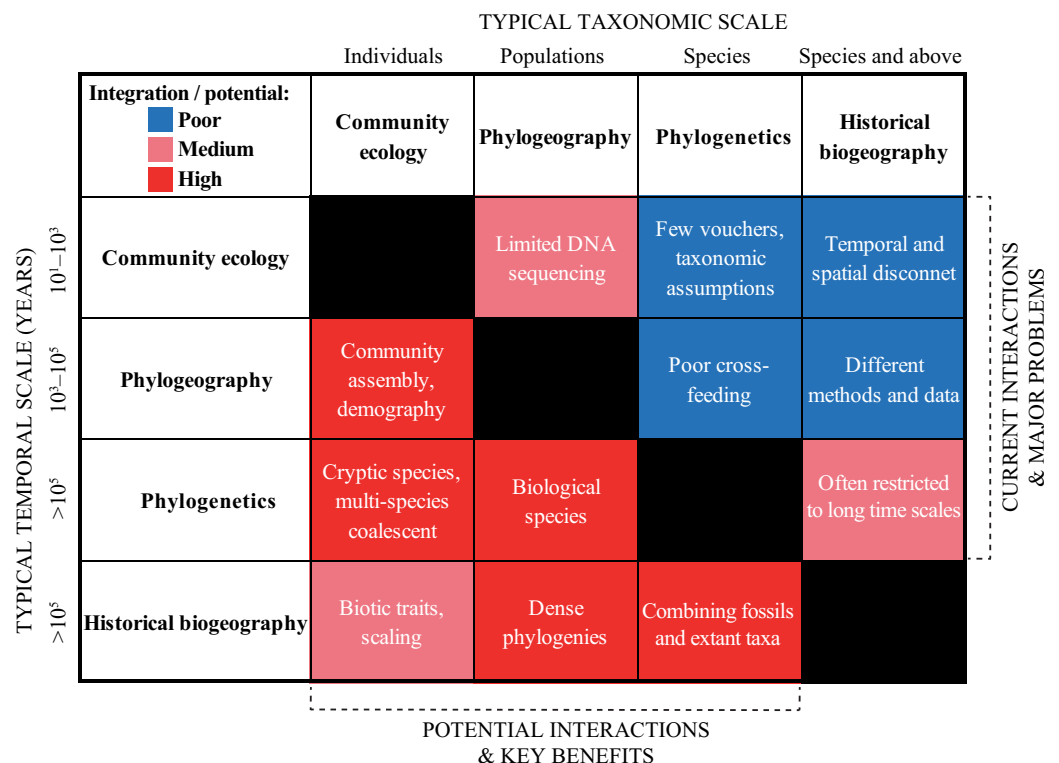 TYPICAL TAXONOMIC SCALE
Individuals Populations Species Species and above
Integration / potential:
Poor
Medium
High
Community
ecology
Phylogeography
Phylogenetics
Historical
biogeography
TYPICAL TEMPORAL SCALE (YEARS)
10¹–10³
Community ecology
Limited DNA
sequencing
Few vouchers,
taxonomic
assumptions
Temporal and
spatial disconnet
10³–10⁵
Phylogeography
Community
assembly,
demography
Poor cross-
feeding
Different
methods and data
>10⁵
Phylogenetics
Cryptic species,
multi-species
coalescent
Biological
species
Often restricted
to long time scales
>10⁵
Historical biogeography
Biotic traits,
scaling
Dense
phylogenies
Combining fossils
and extant taxa
CURRENT INTERACTIONS
& MAJOR PROBLEMS
POTENTIAL INTERACTIONS
& KEY BENEFITS